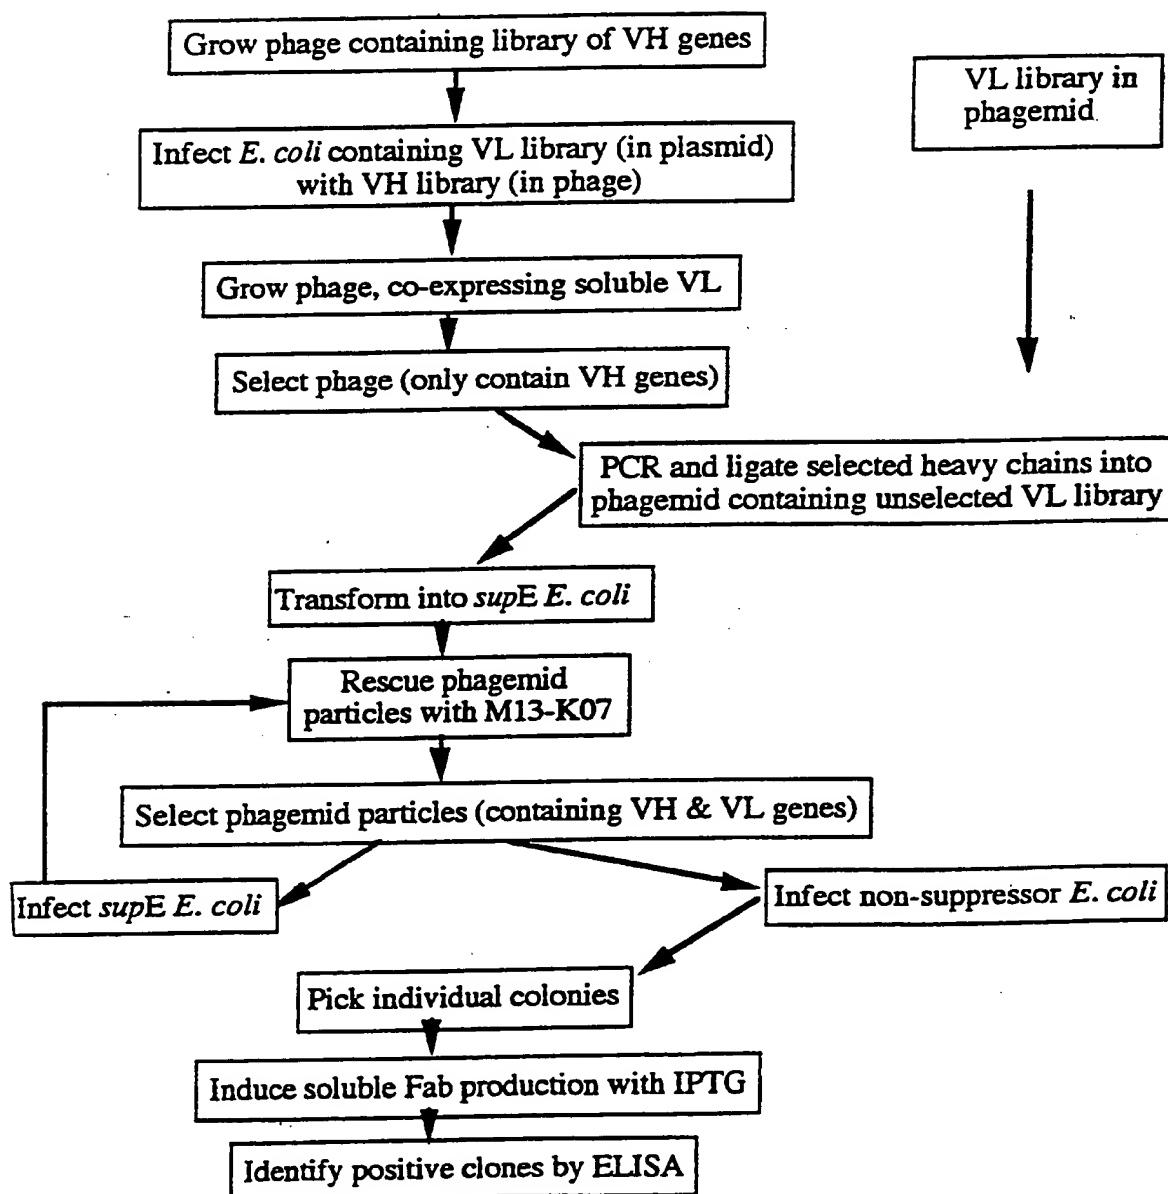 Grow phage containing library of VH genes
VL library in
phagemid
Infect E. coli containing VL library (in plasmid)
with VH library (in phage)
Grow phage, co-expressing soluble VL
Select phage (only contain VH genes)
PCR and ligate selected heavy chains into
phagemid containing unselected VL library
Transform into supE E. coli
Rescue phagemid
particles with M13-K07
Select phagemid particles (containing VH & VL genes)
Infect supE E. coli
Infect non-suppressor E. coli
Pick individual colonies
Induce soluble Fab production with IPTG
Identify positive clones by ELISA